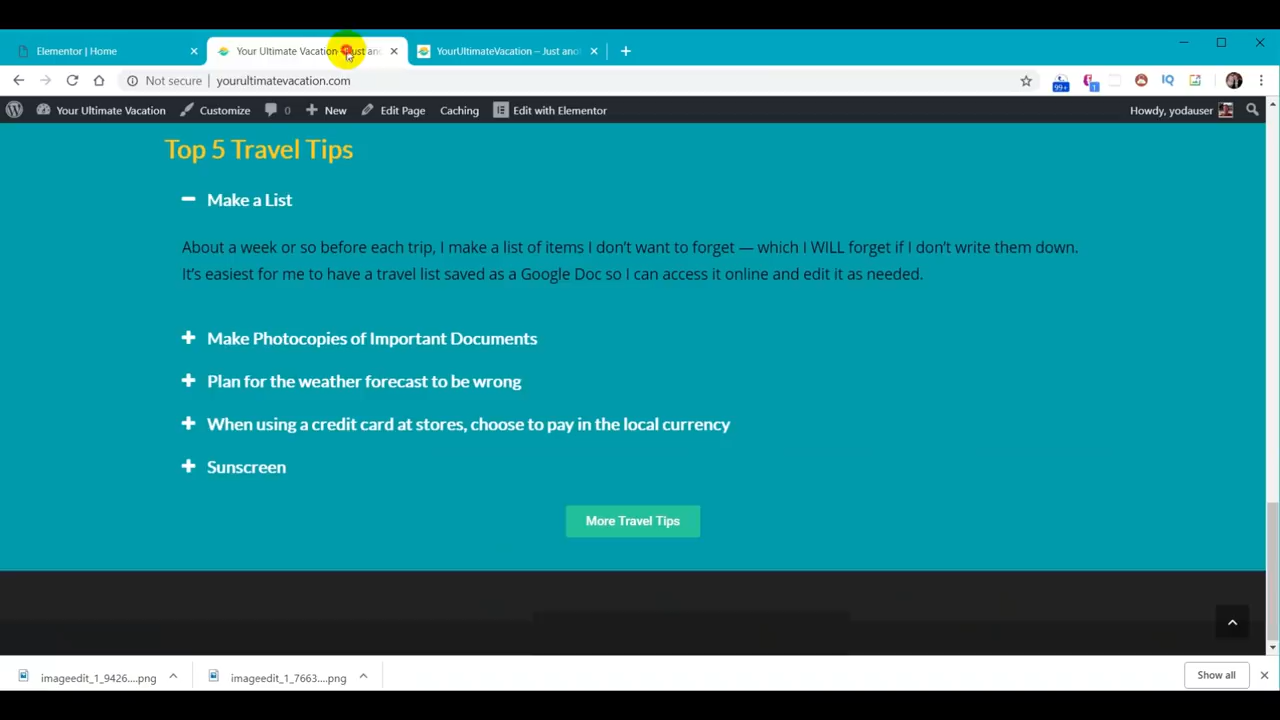 Elementor | Home
Your Ultimate Vacation
YourUltimateVacation – Just ano
Not secure | yourultimatevacation.com
99+
1
IQ
Your Ultimate Vacation Customize 0 New Edit Page Caching Edit with Elementor Howdy, yodauser
Top 5 Travel Tips
Make a List
About a week or so before each trip, I make a list of items I don’t want to forget — which I WILL forget if I don’t write them down.
It’s easiest for me to have a travel list saved as a Google Doc so I can access it online and edit it as needed.
Make Photocopies of Important Documents
Plan for the weather forecast to be wrong
When using a credit card at stores, choose to pay in the local currency
Sunscreen
More Travel Tips
imageedit_1_9426....png
imageedit_1_7663....png
Show all